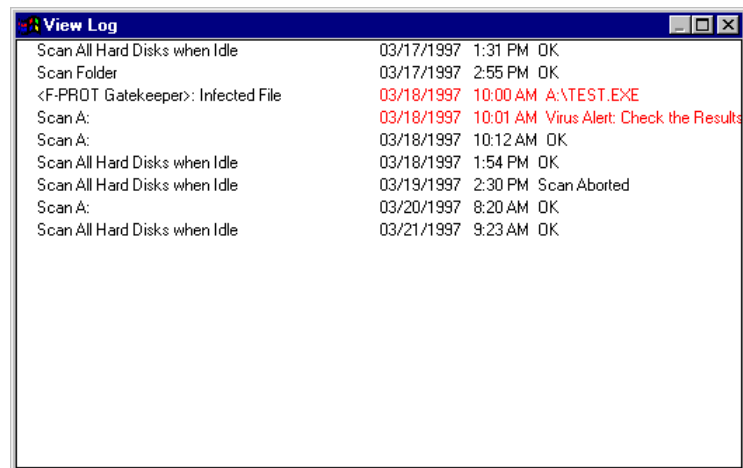 View Log
Scan All Hard Disks when Idle 03/17/1997 1:31 PM OK
Scan Folder 03/17/1997 2:55 PM OK
<F-PROT Gatekeeper>: Infected File 03/18/1997 10:00 AM A:\TEST.EXE
Scan A: 03/18/1997 10:01 AM Virus Alert: Check the Results
Scan A: 03/18/1997 10:12 AM OK
Scan All Hard Disks when Idle 03/18/1997 1:54 PM OK
Scan All Hard Disks when Idle 03/19/1997 2:30 PM Scan Aborted
Scan A: 03/20/1997 8:20 AM OK
Scan All Hard Disks when Idle 03/21/1997 9:23 AM OK